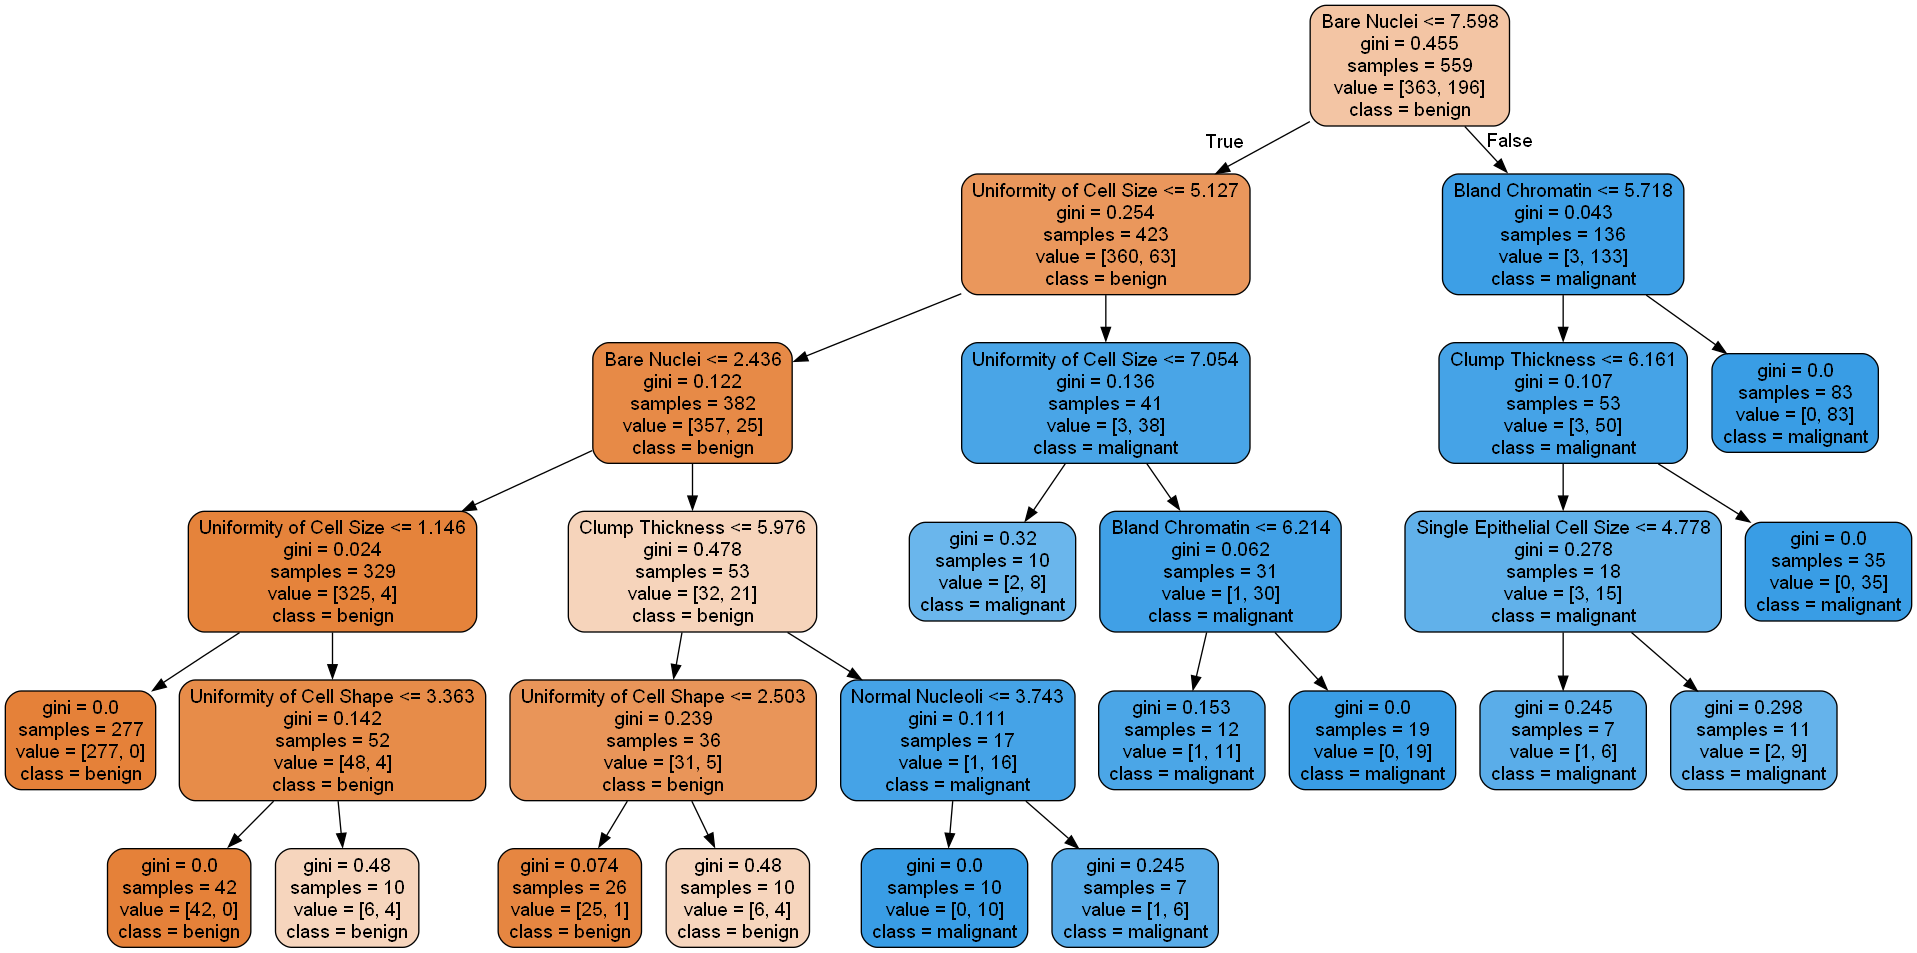 Bare Nuclei <= 7.598
gini = 0.455
samples = 559
value = [363, 196]
class = benign
True
False
Uniformity of Cell Size <= 5.127
gini = 0.254
samples = 423
value = [360, 63]
class = benign
Bland Chromatin <= 5.718
gini = 0.043
samples = 136
value = [3, 133]
class = malignant
Bare Nuclei <= 2.436
gini = 0.122
samples = 382
value = [357, 25]
class = benign
Uniformity of Cell Size <= 7.054
gini = 0.136
samples = 41
value = [3, 38]
class = malignant
Clump Thickness <= 6.161
gini = 0.107
samples = 53
value = [3, 50]
class = malignant
gini = 0.0
samples = 83
value = [0, 83]
class = malignant
Uniformity of Cell Size <= 1.146
gini = 0.024
samples = 329
value = [325, 4]
class = benign
Clump Thickness <= 5.976
gini = 0.478
samples = 53
value = [32, 21]
class = benign
gini = 0.32
samples = 10
value = [2, 8]
class = malignant
Bland Chromatin <= 6.214
gini = 0.062
samples = 31
value = [1, 30]
class = malignant
Single Epithelial Cell Size <= 4.778
gini = 0.278
samples = 18
value = [3, 15]
class = malignant
gini = 0.0
samples = 35
value = [0, 35]
class = malignant
gini = 0.0
samples = 277
value = [277, 0]
class = benign
Uniformity of Cell Shape <= 3.363
gini = 0.142
samples = 52
value = [48, 4]
class = benign
Uniformity of Cell Shape <= 2.503
gini = 0.239
samples = 36
value = [31, 5]
class = benign
Normal Nucleoli <= 3.743
gini = 0.111
samples = 17
value = [1, 16]
class = malignant
gini = 0.153
samples = 12
value = [1, 11]
class = malignant
gini = 0.0
samples = 19
value = [0, 19]
class = malignant
gini = 0.245
samples = 7
value = [1, 6]
class = malignant
gini = 0.298
samples = 11
value = [2, 9]
class = malignant
gini = 0.0
samples = 42
value = [42, 0]
class = benign
gini = 0.48
samples = 10
value = [6, 4]
class = benign
gini = 0.074
samples = 26
value = [25, 1]
class = benign
gini = 0.48
samples = 10
value = [6, 4]
class = benign
gini = 0.0
samples = 10
value = [0, 10]
class = malignant
gini = 0.245
samples = 7
value = [1, 6]
class = malignant